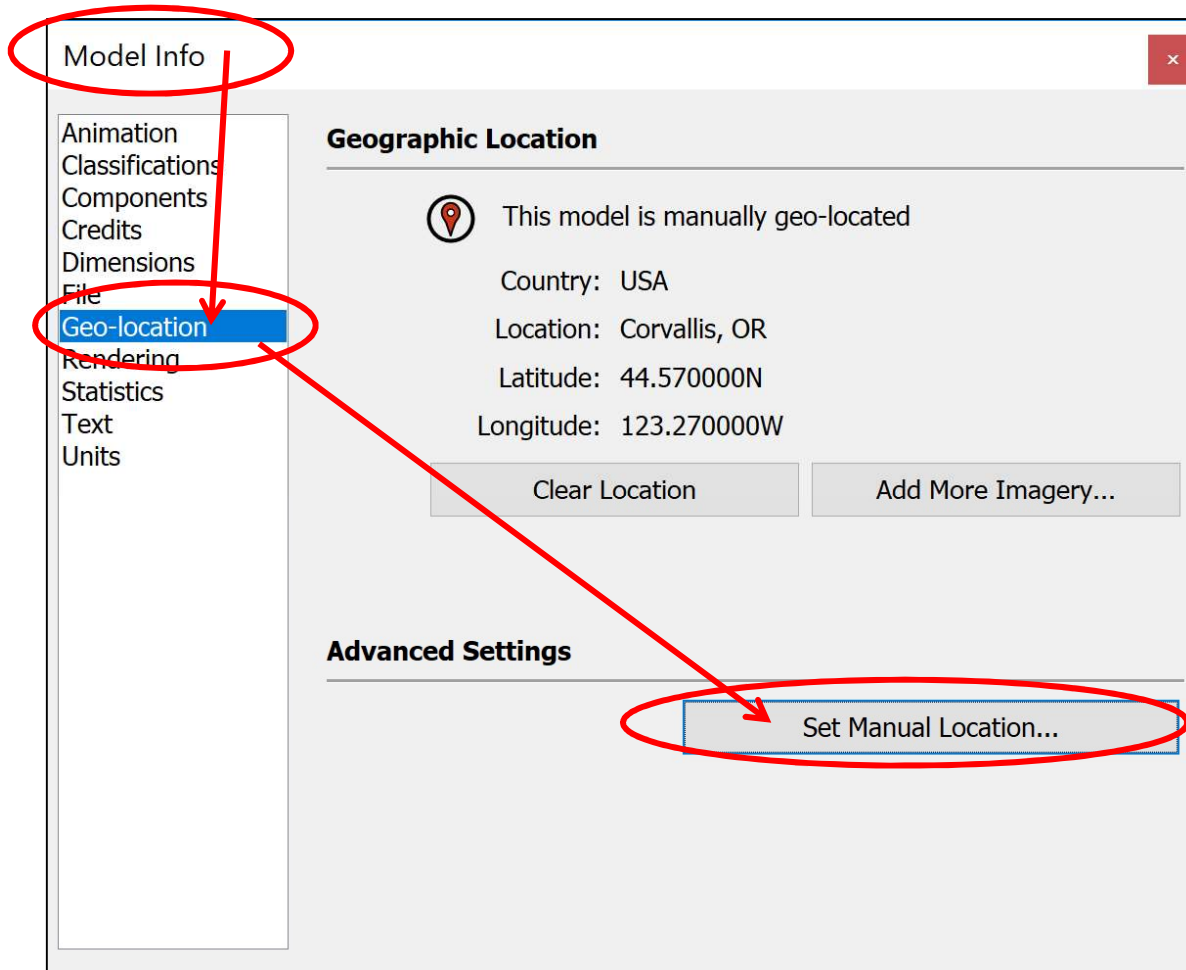 Model Info
x
Animation
Classifications
Components
Credits
Dimensions
File
Geo-location
Rendering
Statistics
Text
Units
Geographic Location
This model is manually geo-located
Country: USA
Location: Corvallis, OR
Latitude: 44.570000N
Longitude: 123.270000W
Clear Location Add More Imagery...
Advanced Settings
Set Manual Location...